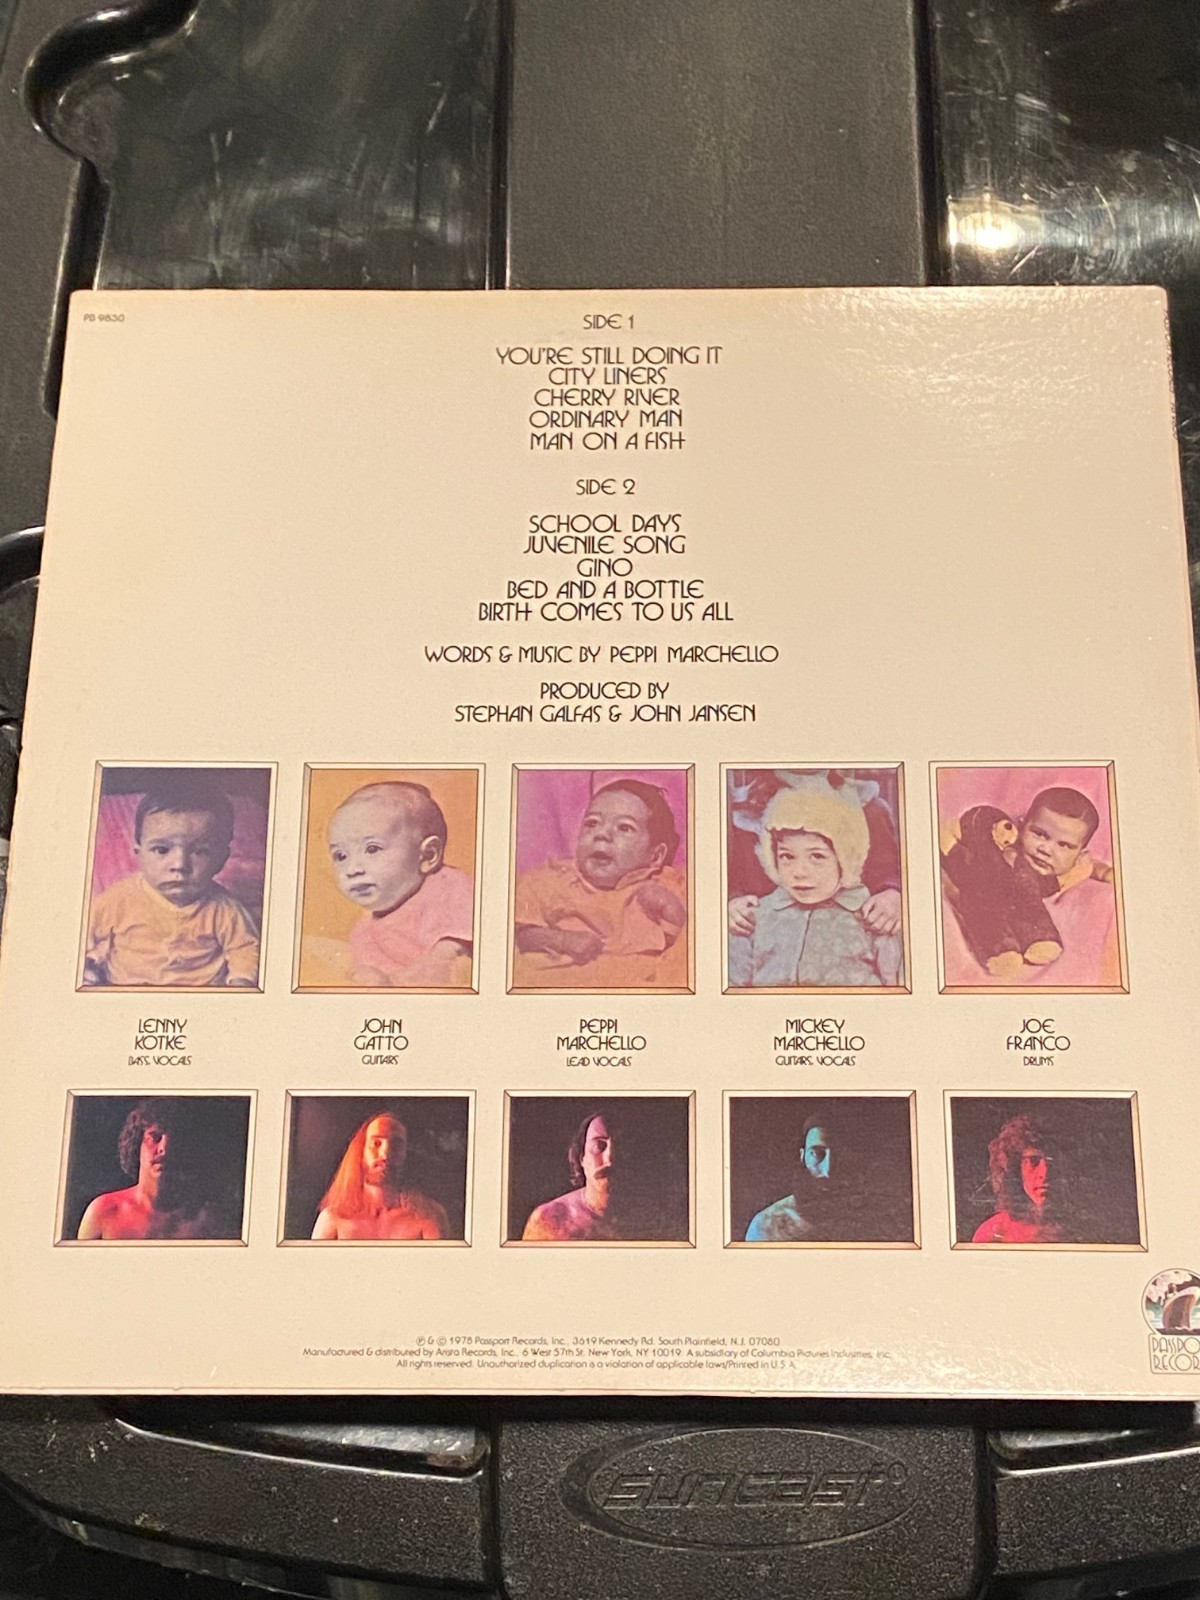 PB 9830
SIDE 1
YOU'RE STILL DOING IT
CITY LINERS
CHERRY RIVER
ORDINARY MAN
MAN ON A FISH
SIDE 2
SCHOOL DAYS
JUVENILE SONG
GINO
BED AND A BOTTLE
BIRTH COMES TO US ALL
WORDS & MUSIC BY PEPPI MARCHELLO
PRODUCED BY
STEPHAN GALFAS & JOHN JANSEN
LENNY
KOTKE
BASS, VOCALS
JOHN
GATTO
GUITARS
PEPPI
MARCHELLO
LEAD VOCALS
MICKEY
MARCHELLO
GUITARS, VOCALS
JOE
FRANCO
DRUMS
℗ & © 1978 Passport Records, Inc., 3619 Kennedy Rd. South Plainfield, N.J. 07080
Manufactured & distributed by Arista Records, Inc., 6 West 57th St. New York, NY 10019. A subsidiary of Columbia Pictures Industries, Inc.
All rights reserved. Unauthorized duplication is a violation of applicable laws/Printed in U.S.A.
PASSPO
RECOR
SUNCAST®